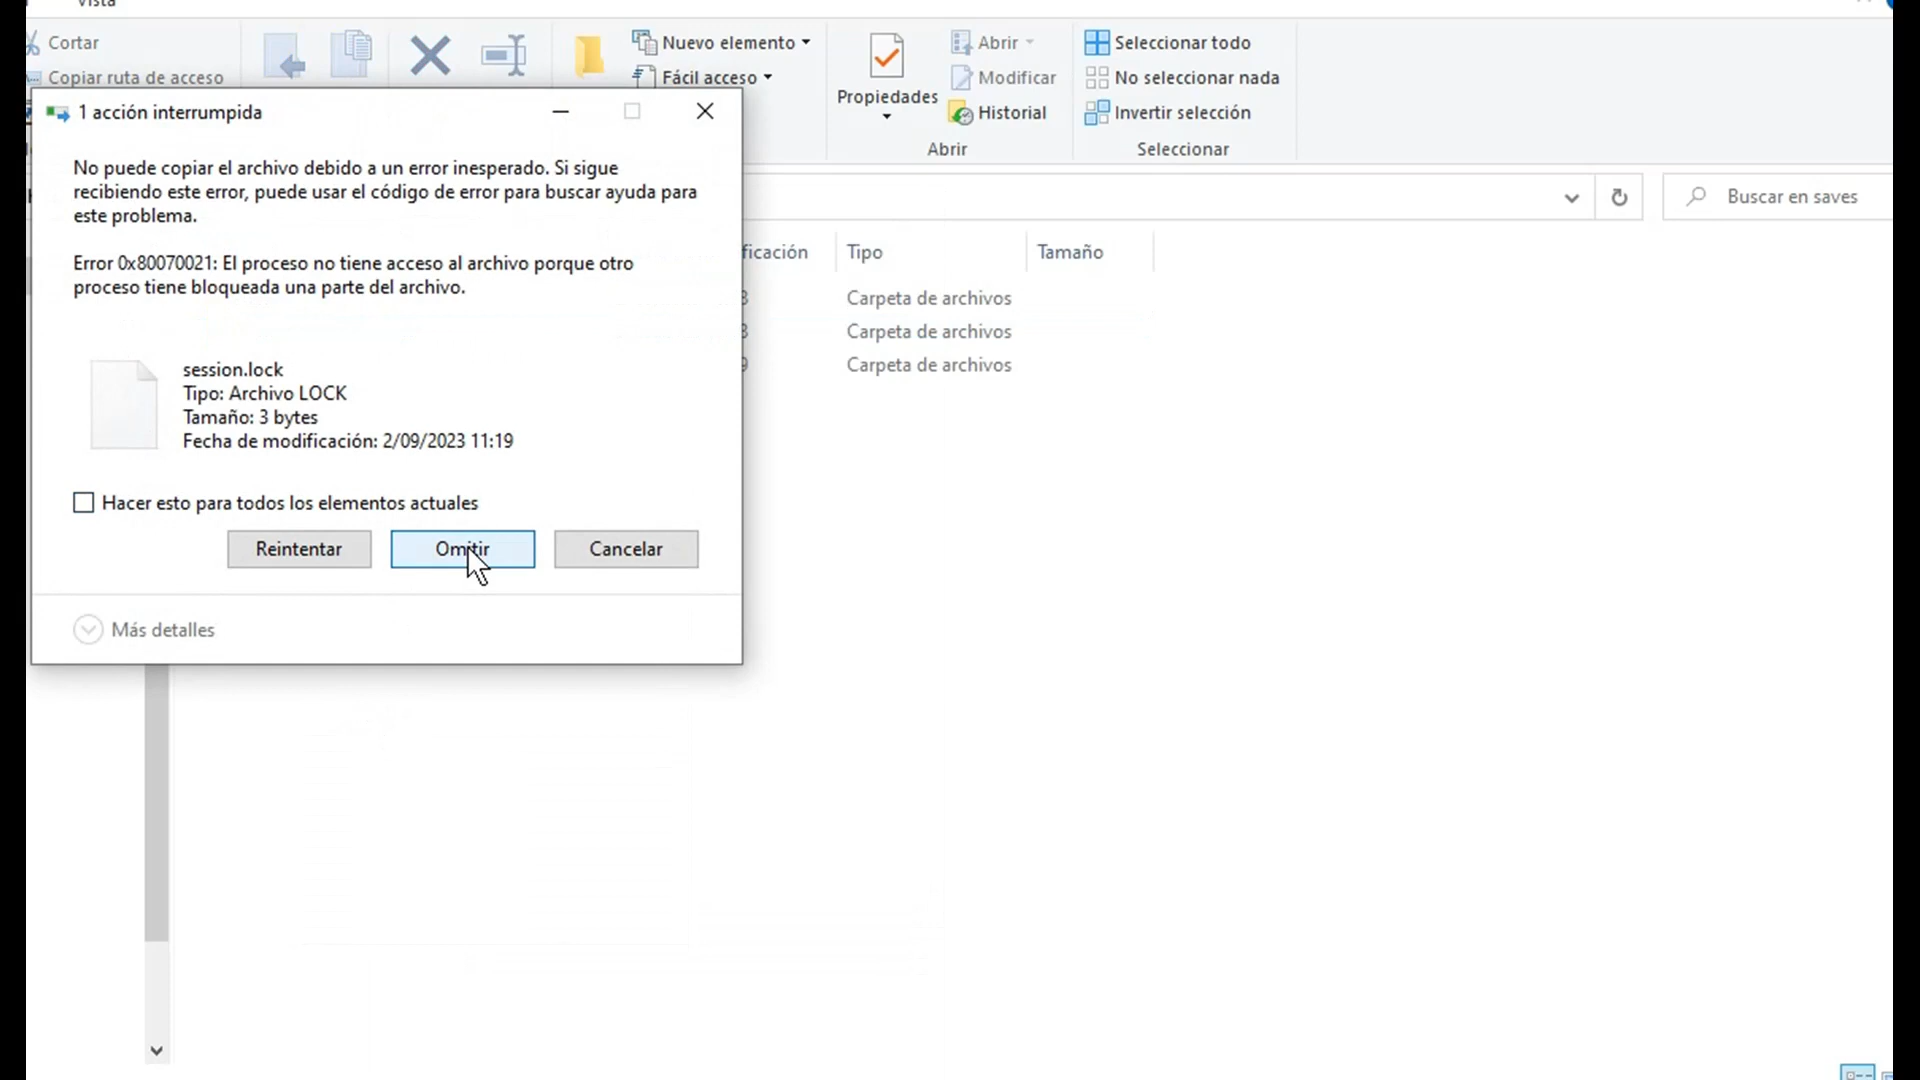 Vista
Cortar
Copiar ruta de acceso
Nuevo elemento
Fácil acceso
Propiedades
Abrir
Modificar
Historial
Abrir
Seleccionar todo
No seleccionar nada
Invertir selección
Seleccionar
1 acción interrumpida
No puede copiar el archivo debido a un error inesperado. Si sigue
recibiendo este error, puede usar el código de error para buscar ayuda para
este problema.
Error 0x80070021: El proceso no tiene acceso al archivo porque otro
proceso tiene bloqueada una parte del archivo.
session.lock
Tipo: Archivo LOCK
Tamaño: 3 bytes
Fecha de modificación: 2/09/2023 11:19
Hacer esto para todos los elementos actuales
Reintentar
Omitir
Cancelar
Más detalles
Buscar en saves
ficación
Tipo
Tamaño
Carpeta de archivos
Carpeta de archivos
9
Carpeta de archivos